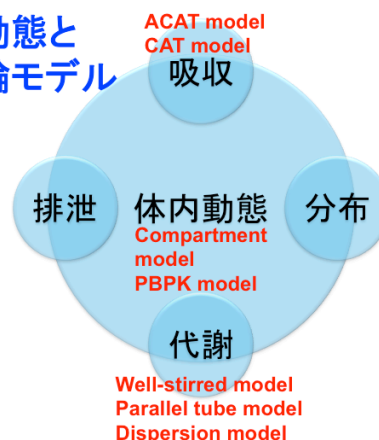 動態と
ACAT model
CAT model
論モデル
吸収
排泄
体内動態
分布
Compartment
model
PBPK model
代謝
Well-stirred model
Parallel tube model
Dispersion model